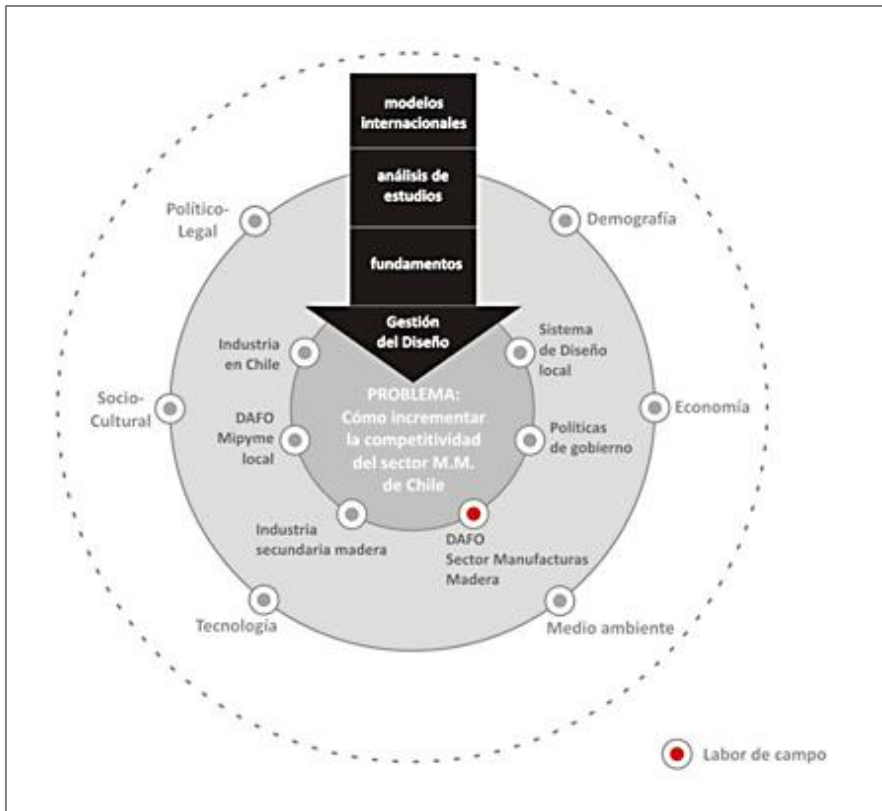 modelos
internacionales
análisis de
estudios
fundamentos
Gestión
del Diseño
Político-
Legal
Demografía
Industria
en Chile
Sistema
de Diseño
local
PROBLEMA:
Cómo incrementar
la competitividad
del sector M.M.
de Chile
Socio-
Cultural
Economía
DAFO
Mipyme
local
Políticas
de gobierno
Industria
secundaria madera
DAFO
Sector Manufacturas
Madera
Tecnología
Medio ambiente
Labor de campo